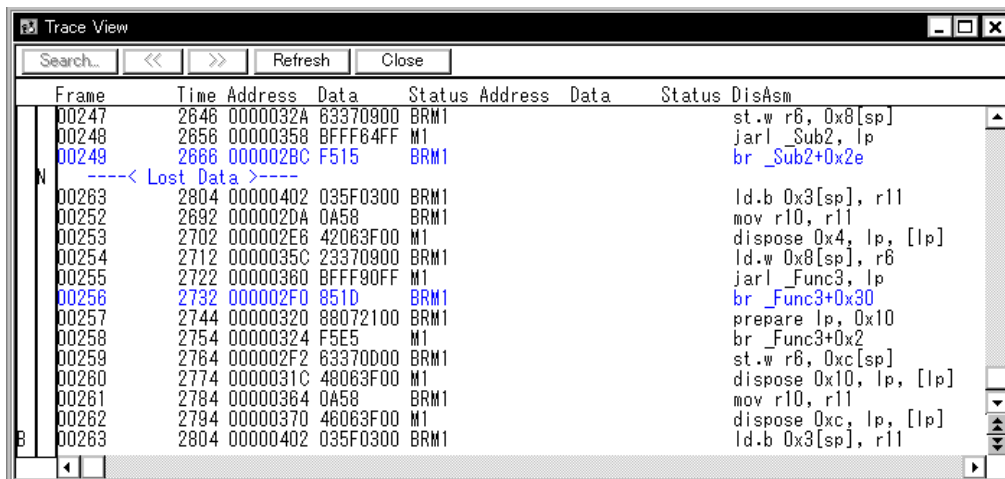 Trace View
Search... << >> Refresh Close
Frame Time Address Data Status Address Data Status DisAsm
00247 2646 0000032A 63370900 BRM1 st.w r6, 0x8[sp]
00248 2656 00000358 BFFF64FF M1 jarl _Sub2, lp
00249 2666 000002BC F515 BRM1 br _Sub2+0x2e
N ----< Lost Data >----
00263 2804 00000402 035F0300 BRM1 ld.b 0x3[sp], r11
00252 2692 000002DA 0A58 BRM1 mov r10, r11
00253 2702 000002E6 42063F00 M1 dispose 0x4, lp, [lp]
00254 2712 0000035C 23370900 BRM1 ld.w 0x8[sp], r6
00255 2722 00000360 BFFF90FF M1 jarl _Func3, lp
00256 2732 000002F0 851D BRM1 br _Func3+0x30
00257 2744 00000320 88072100 BRM1 prepare lp, 0x10
00258 2754 00000324 F5E5 M1 br _Func3+0x2
00259 2764 000002F2 63370D00 BRM1 st.w r6, 0xc[sp]
00260 2774 0000031C 48063F00 M1 dispose 0x10, lp, [lp]
00261 2784 00000364 0A58 BRM1 mov r10, r11
00262 2794 00000370 46063F00 M1 dispose 0xc, lp, [lp]
B 00263 2804 00000402 035F0300 BRM1 ld.b 0x3[sp], r11